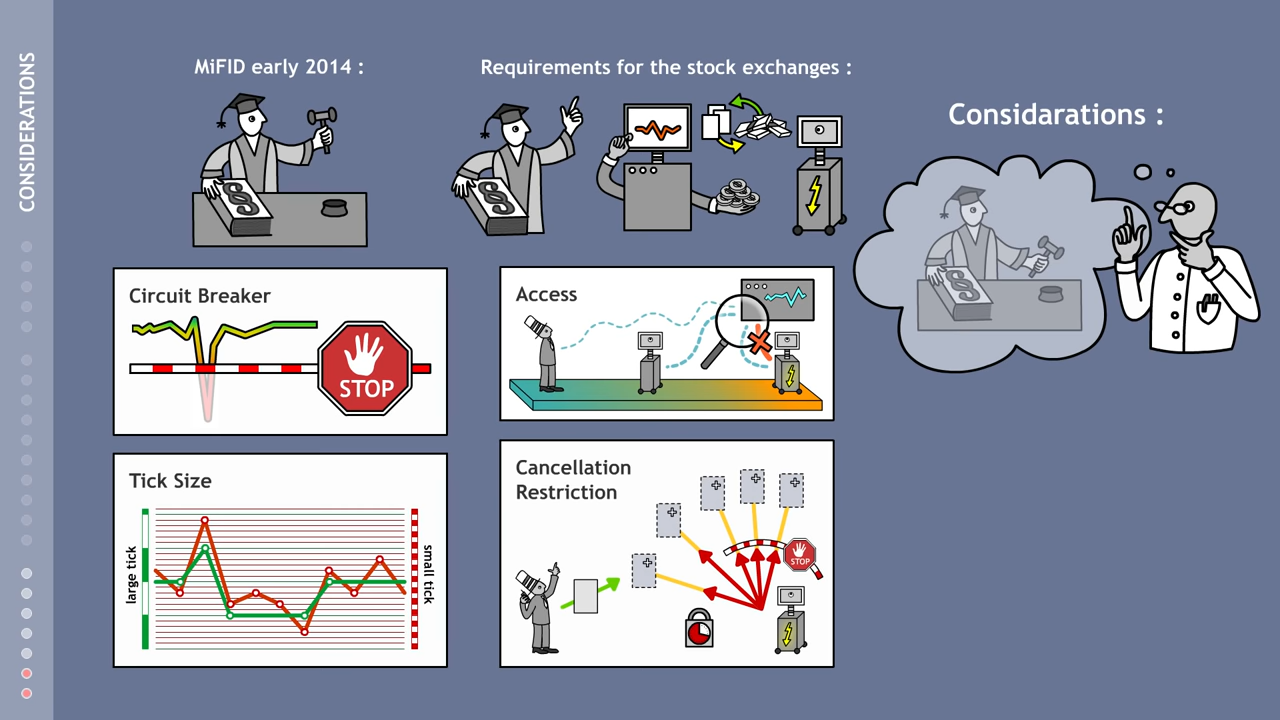 CONSIDERATIONS
MiFID early 2014 :
Requirements for the stock exchanges :
Considarations :
§
§
§
Circuit Breaker
STOP
Access
Tick Size
large tick
small tick
Cancellation
Restriction
STOP